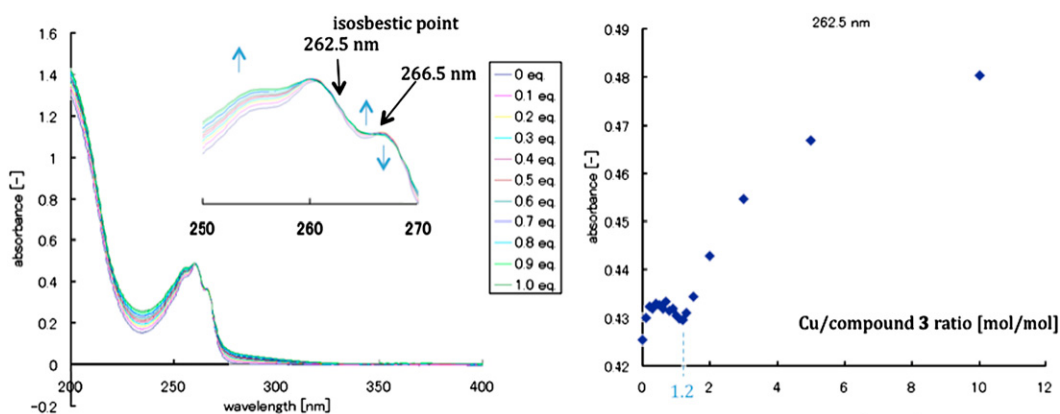 isosbestic point
262.5 nm
266.5 nm
1.6
1.4
1.2
1.0
0.8
0.6
0.4
0.2
0
absorbance [-]
250 260 270
200 250 300 350 400
wavelength [nm]
0 eq.
0.1 eq.
0.2 eq.
0.3 eq.
0.4 eq.
0.5 eq.
0.6 eq.
0.7 eq.
0.8 eq.
0.9 eq.
1.0 eq.
262.5 nm
0.49
0.48
0.47
0.46
0.45
0.44
0.43
0.42
absorbance [-]
Cu/compound 3 ratio [mol/mol]
0 2 4 6 8 10 12
1.2